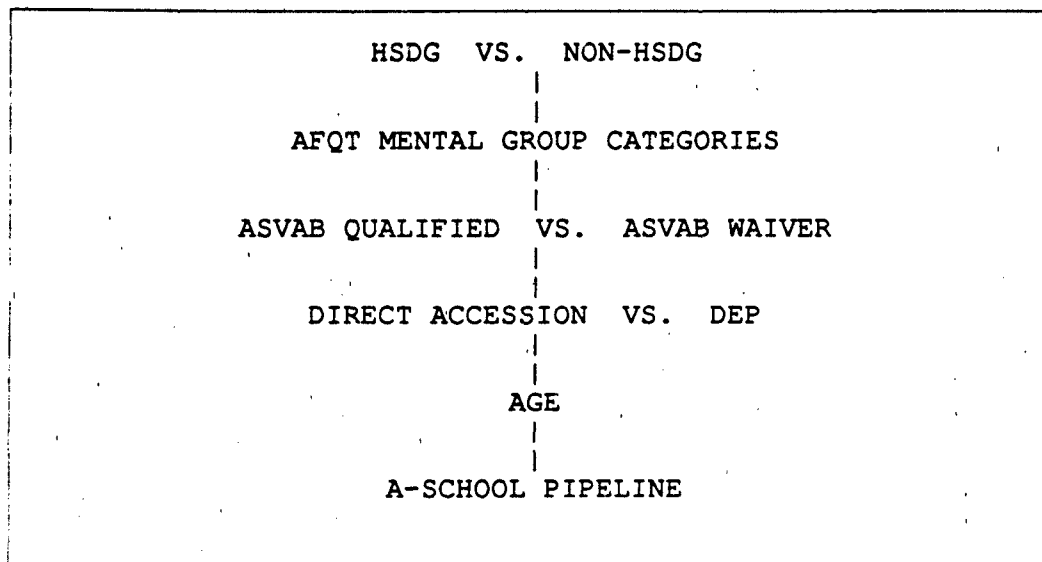 HSDG VS. NON-HSDG
AFQT MENTAL GROUP CATEGORIES
ASVAB QUALIFIED VS. ASVAB WAIVER
DIRECT ACCESSION VS. DEP
AGE
A-SCHOOL PIPELINE